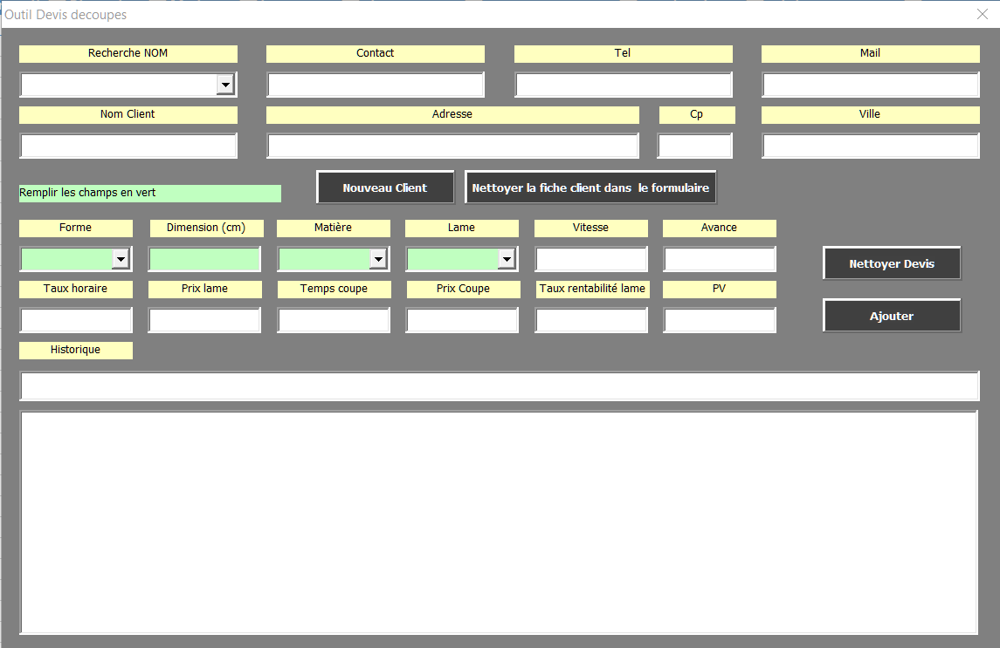 Outil Devis decoupes
Recherche NOM Contact Tel Mail
Nom Client Adresse Cp Ville
Remplir les champs en vert Nouveau Client Nettoyer la fiche client dans le formulaire
Forme Dimension (cm) Matière Lame Vitesse Avance
Nettoyer Devis
Taux horaire Prix lame Temps coupe Prix Coupe Taux rentabilité lame PV
Ajouter
Historique